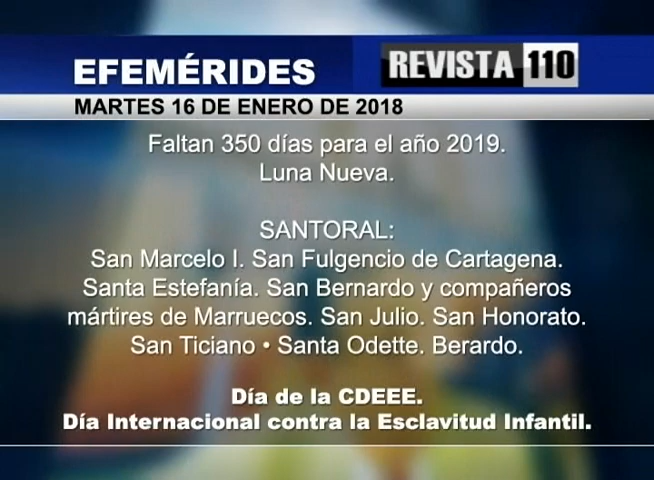 EFEMÉRIDES
REVISTA 110
MARTES 16 DE ENERO DE 2018
Faltan 350 días para el año 2019.
Luna Nueva.
SANTORAL:
San Marcelo I. San Fulgencio de Cartagena.
Santa Estefanía. San Bernardo y compañeros
mártires de Marruecos. San Julio. San Honorato.
San Ticiano • Santa Odette. Berardo.
Día de la CDEEE.
Día Internacional contra la Esclavitud Infantil.